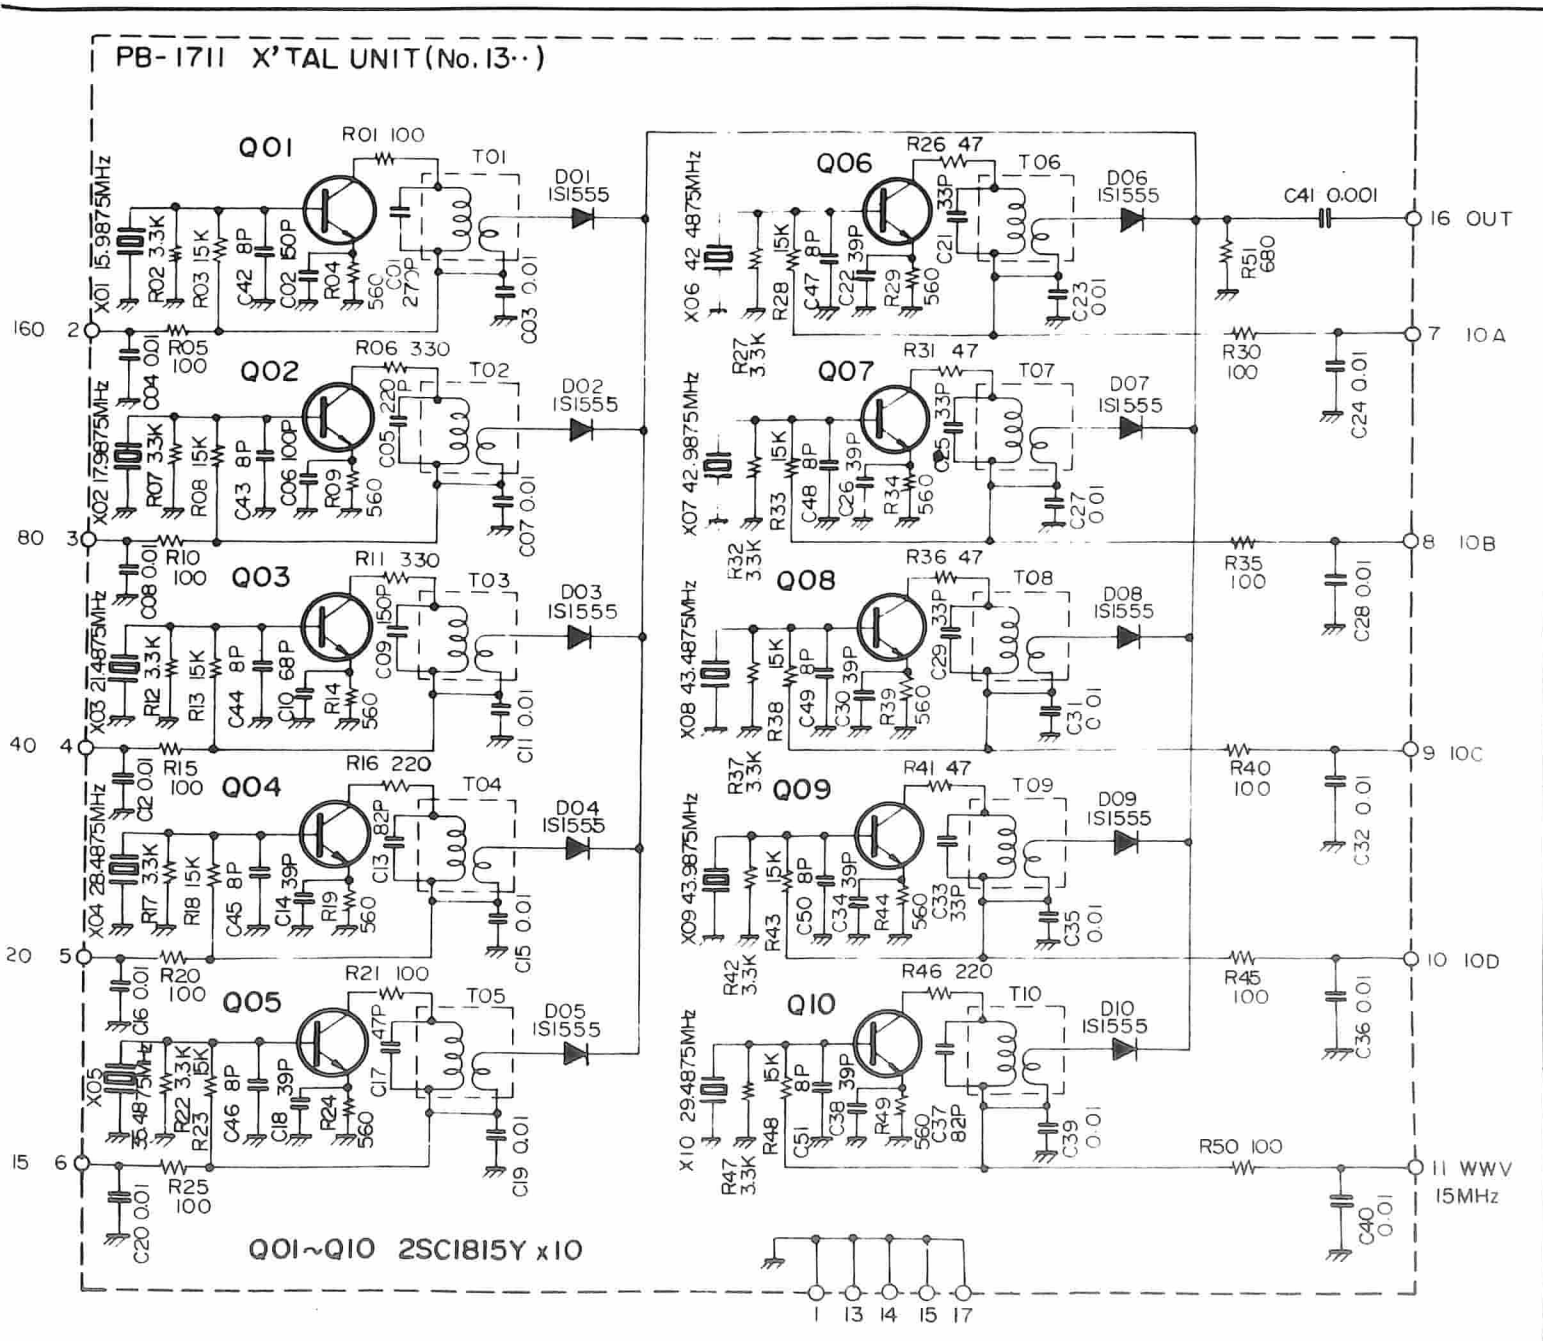 PB-1711 X'TAL UNIT (No. 13··)
Q01
R01 100
T01
D01
1S1555
X01 15.9875MHz
R02 3.3K
R03 15K
C42 8P
C02 150P
R04
560
C01
270P
C03 0.01
160 2
C04 0.01
R05
100
Q02
R06 330
T02
D02
1S1555
X02 17.9875MHz
R07 3.3K
R08 15K
C43 8P
C06 100P
R09
560
C05 220P
C07 0.01
80 3
C08 0.01
R10
100
Q03
R11 330
T03
D03
1S1555
X03 21.4875MHz
R12 3.3K
R13 15K
C44 8P
C10 68P
R14
560
C09 150P
C11 0.01
40 4
C12 0.01
R15
100
Q04
R16 220
T04
D04
1S1555
X04 28.4875MHz
R17 3.3K
R18 15K
C45 8P
C14 39P
R19
560
C13 82P
C15 0.01
20 5
C16 0.01
R20
100
Q05
R21 100
T05
D05
1S1555
X05
35.4875MHz
R22 3.3K
R23 15K
C46 8P
C18 39P
R24
560
C17 47P
C19 0.01
15 6
C20 0.01
R25
100
Q06
R26 47
T06
D06
1S1555
X06 42.4875MHz
R27
3.3K
R28 15K
C47 8P
C22 39P
R29
560
C21 33P
C23
0.01
C41 0.001
16 OUT
R51
680
R30
100
7 10A
C24 0.01
Q07
R31 47
T07
D07
1S1555
X07 42.9875MHz
R32
3.3K
R33 15K
C48 8P
C26 39P
R34
560
C25 33P
C27
0.01
R35
100
8 10B
C28 0.01
Q08
R36 47
T08
D08
1S1555
X08 43.4875MHz
R37
3.3K
R38 15K
C49 8P
C30 39P
R39
560
C29 33P
C31
0.01
R40
100
9 10C
C32 0.01
Q09
R41 47
T09
D09
1S1555
X09 43.9875MHz
R42
3.3K
R43 15K
C50 8P
C34 39P
R44
560
C33
33P
C35
0.01
R45
100
10 10D
C36 0.01
Q10
R46 220
T10
D10
1S1555
X10 29.4875MHz
R47
3.3K
R48 15K
C51 8P
C38 39P
R49
560
C37
82P
C39
0.01
R50 100
11 WWV
15MHz
C40
0.01
Q01~Q10 2SC1815Y x10
1 13 14 15 17